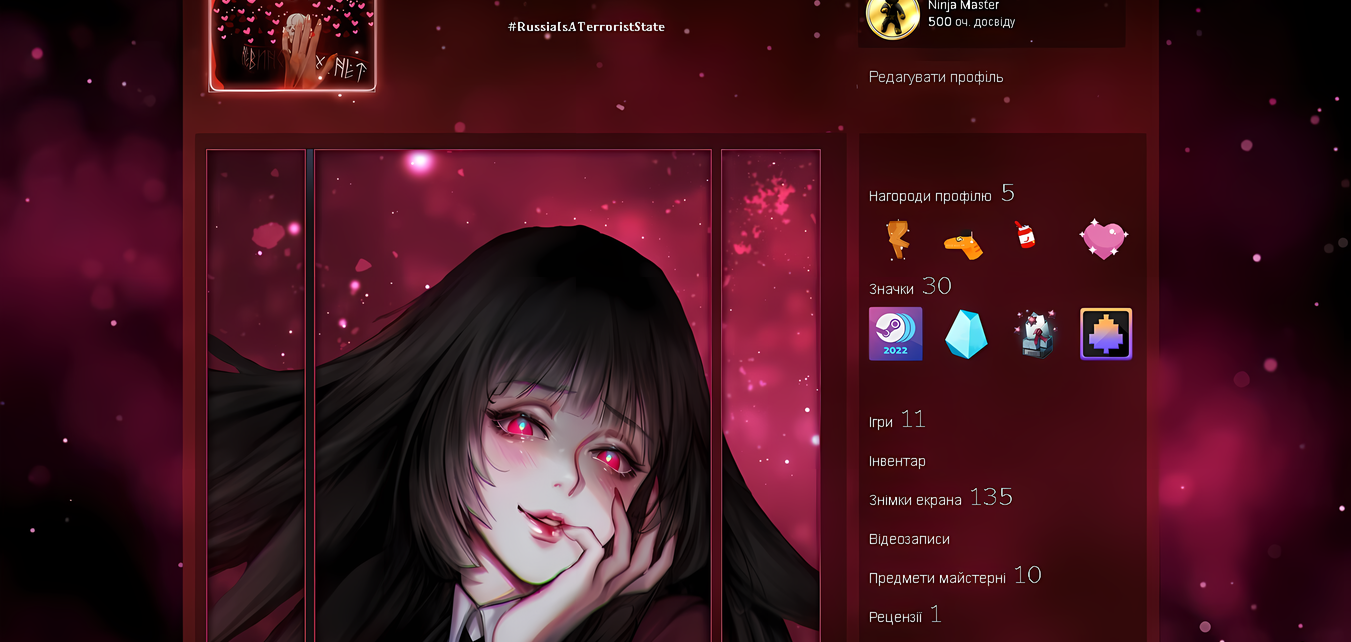 #RussiaIsATerroristState
Ninja Master
500 оч. досвіду
Редагувати профіль
Нагороди профілю 5
Значки 30
2022
Ігри 11
Інвентар
Знімки екрана 135
Відеозаписи
Предмети майстерні 10
Рецензії 1